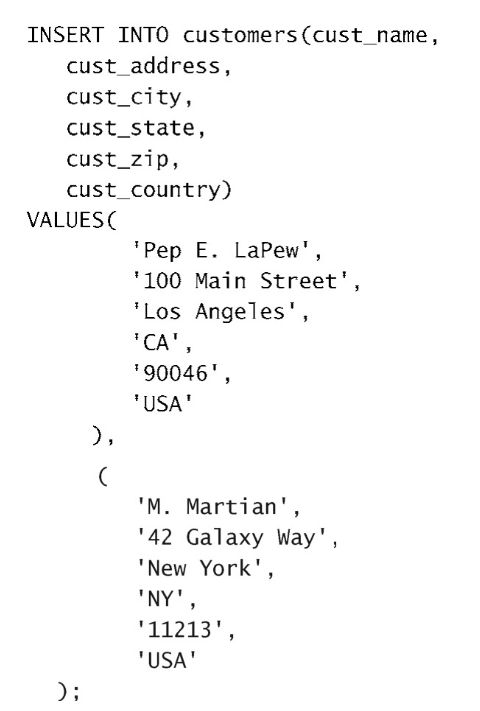 INSERT INTO customers(cust_name,
cust_address,
cust_city,
cust_state,
cust_zip,
cust_country)
VALUES(
'Pep E. LaPew',
'100 Main Street',
'Los Angeles',
'CA',
'90046',
'USA'
),
(
'M. Martian',
'42 Galaxy Way',
'New York',
'NY',
'11213',
'USA'
);